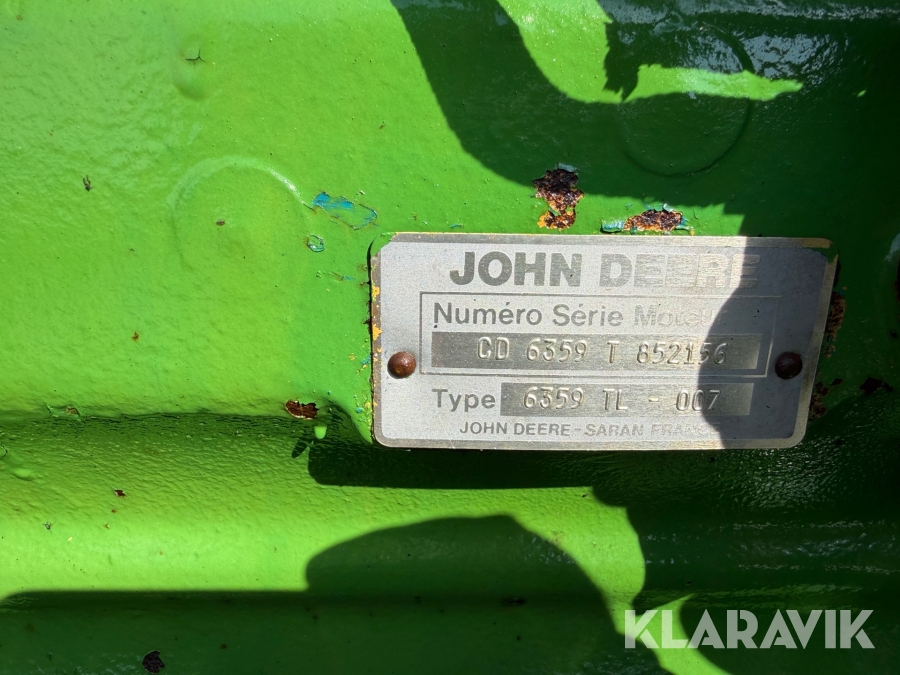 JOHN DEERE
Numéro Série Moteur
CD 6359 T 852156
Type 6359 TL - 007
JOHN DEERE-SARAN FRANCE
KLARAVIK